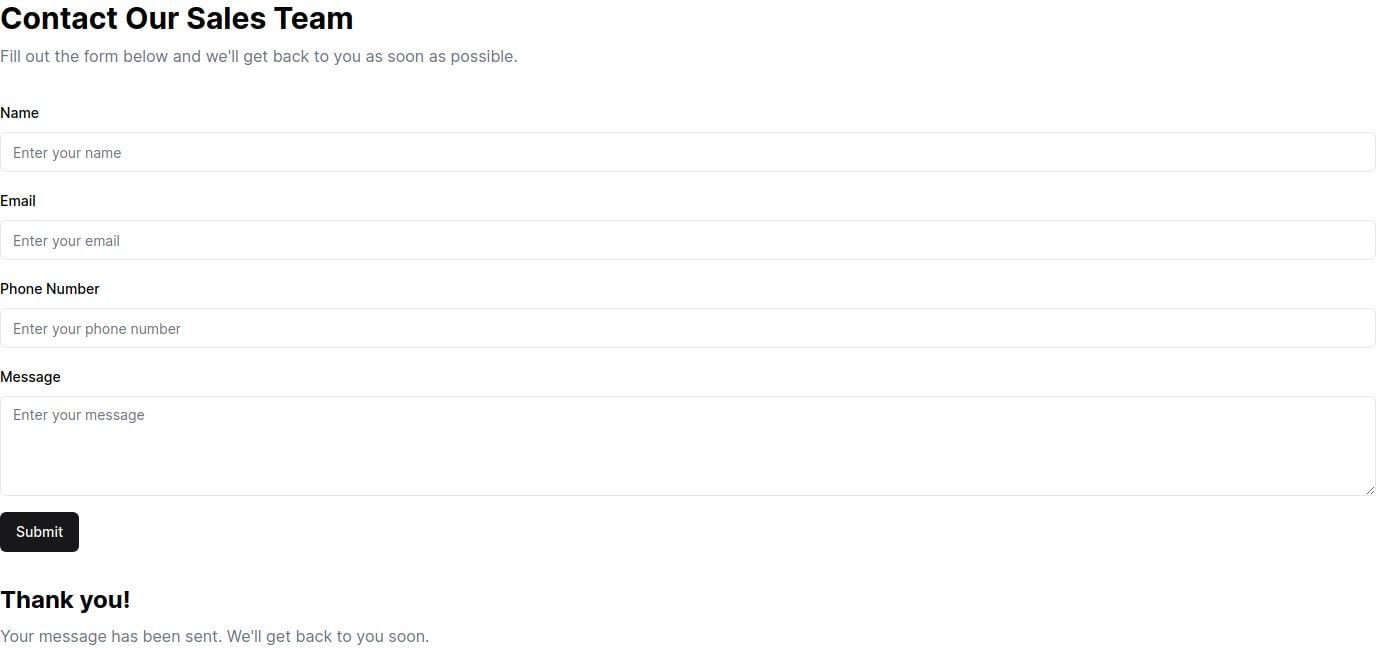 Contact Our Sales Team
Fill out the form below and we'll get back to you as soon as possible.
Name
Enter your name
Email
Enter your email
Phone Number
Enter your phone number
Message
Enter your message
Submit
Thank you!
Your message has been sent. We'll get back to you soon.